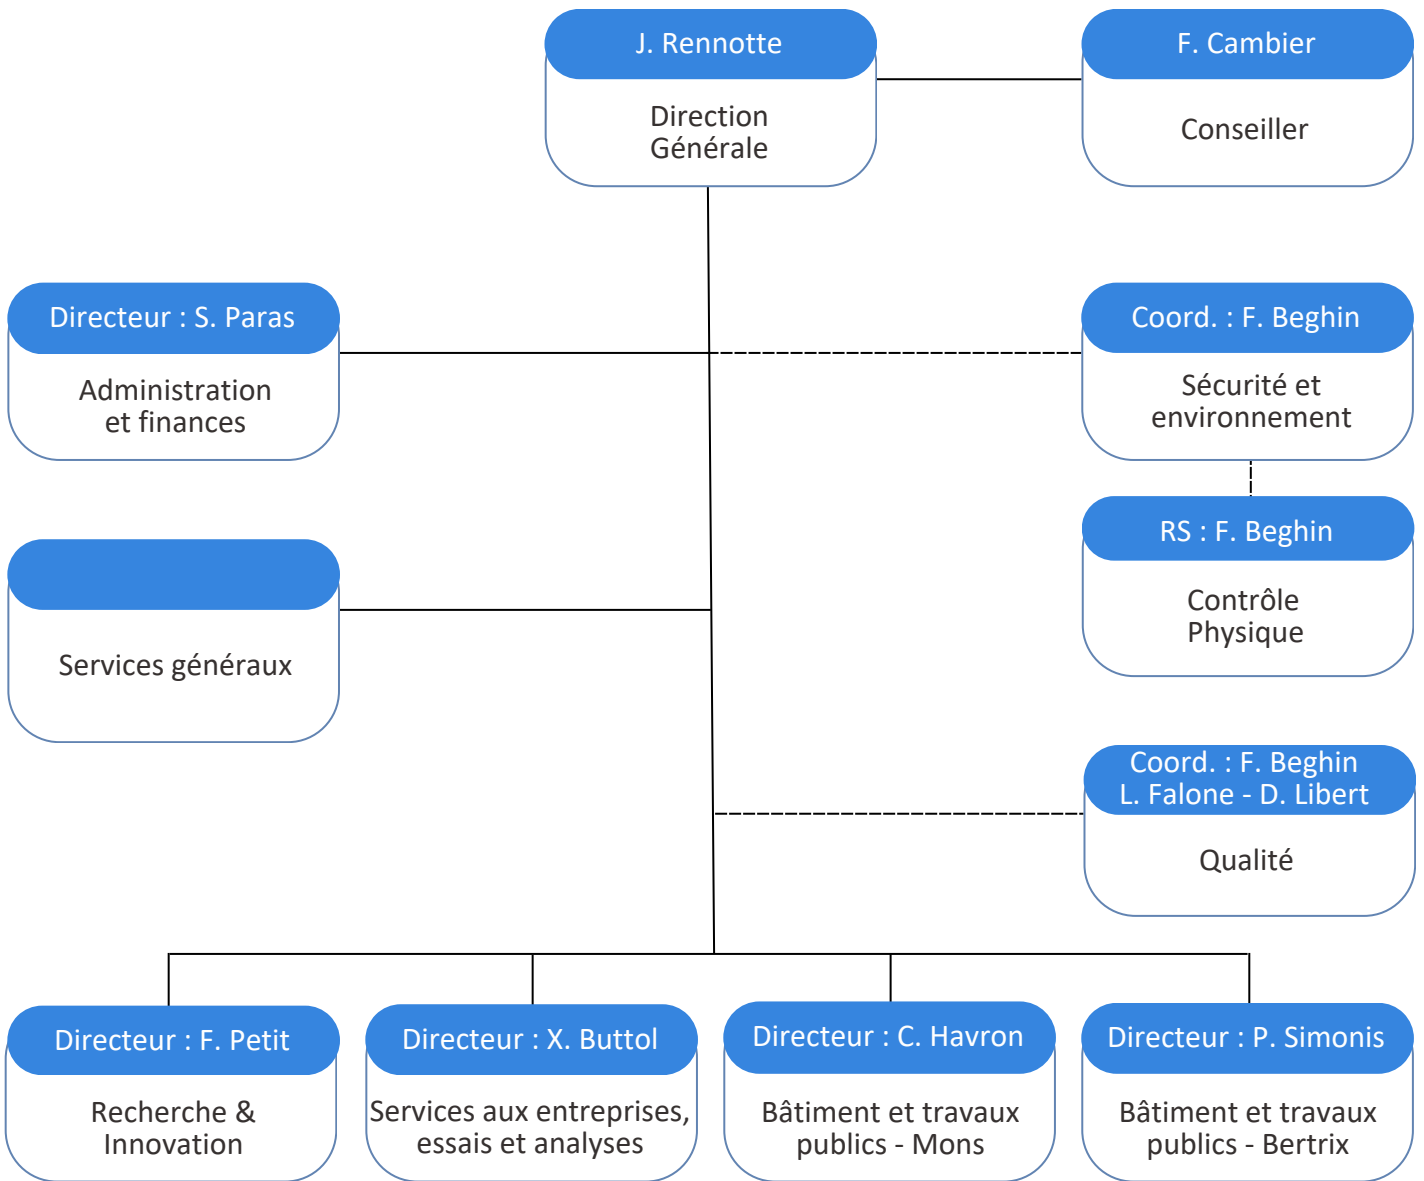 J. Rennotte
Direction
Générale
F. Cambier
Conseiller
Directeur : S. Paras
Administration
et finances
Coord. : F. Beghin
Sécurité et
environnement
RS : F. Beghin
Contrôle
Physique
Services généraux
Coord. : F. Beghin
L. Falone - D. Libert
Qualité
Directeur : F. Petit
Recherche &
Innovation
Directeur : X. Buttol
Services aux entreprises,
essais et analyses
Directeur : C. Havron
Bâtiment et travaux
publics - Mons
Directeur : P. Simonis
Bâtiment et travaux
publics - Bertrix